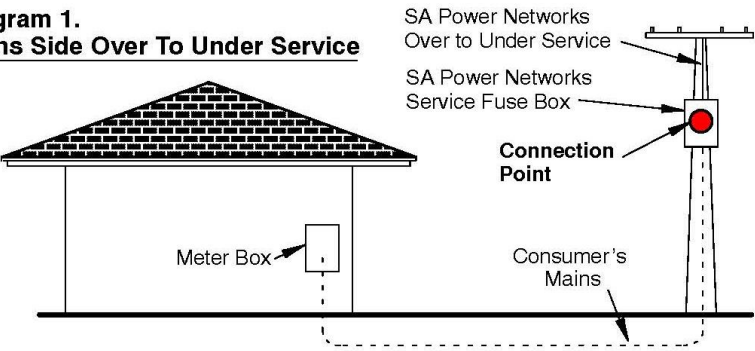 gram 1.
ns Side Over To Under Service
SA Power Networks
Over to Under Service
SA Power Networks
Service Fuse Box
Connection
Point
Meter Box
Consumer's
Mains